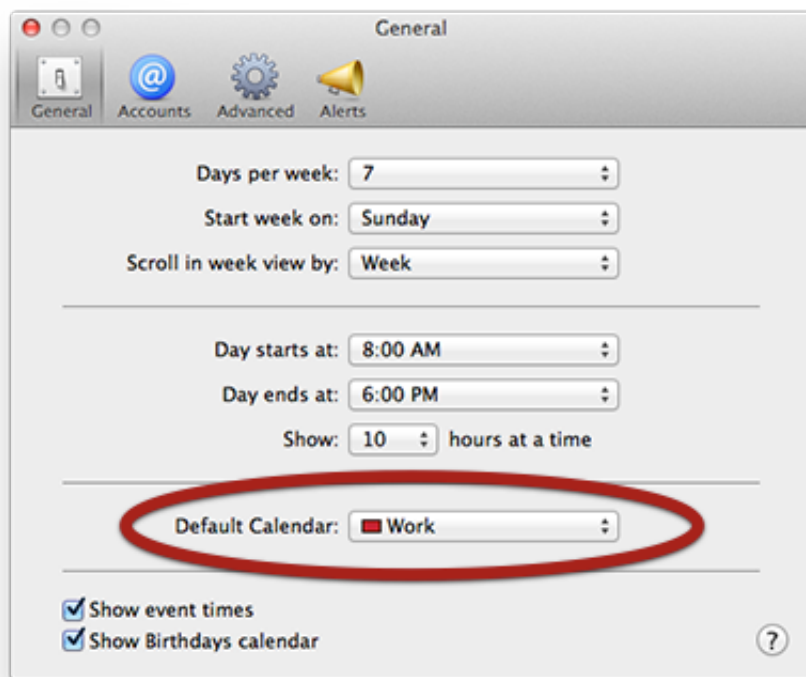 General
General Accounts Advanced Alerts
Days per week: 7
Start week on: Sunday
Scroll in week view by: Week
Day starts at: 8:00 AM
Day ends at: 6:00 PM
Show: 10 hours at a time
Default Calendar: Work
Show event times
Show Birthdays calendar
?